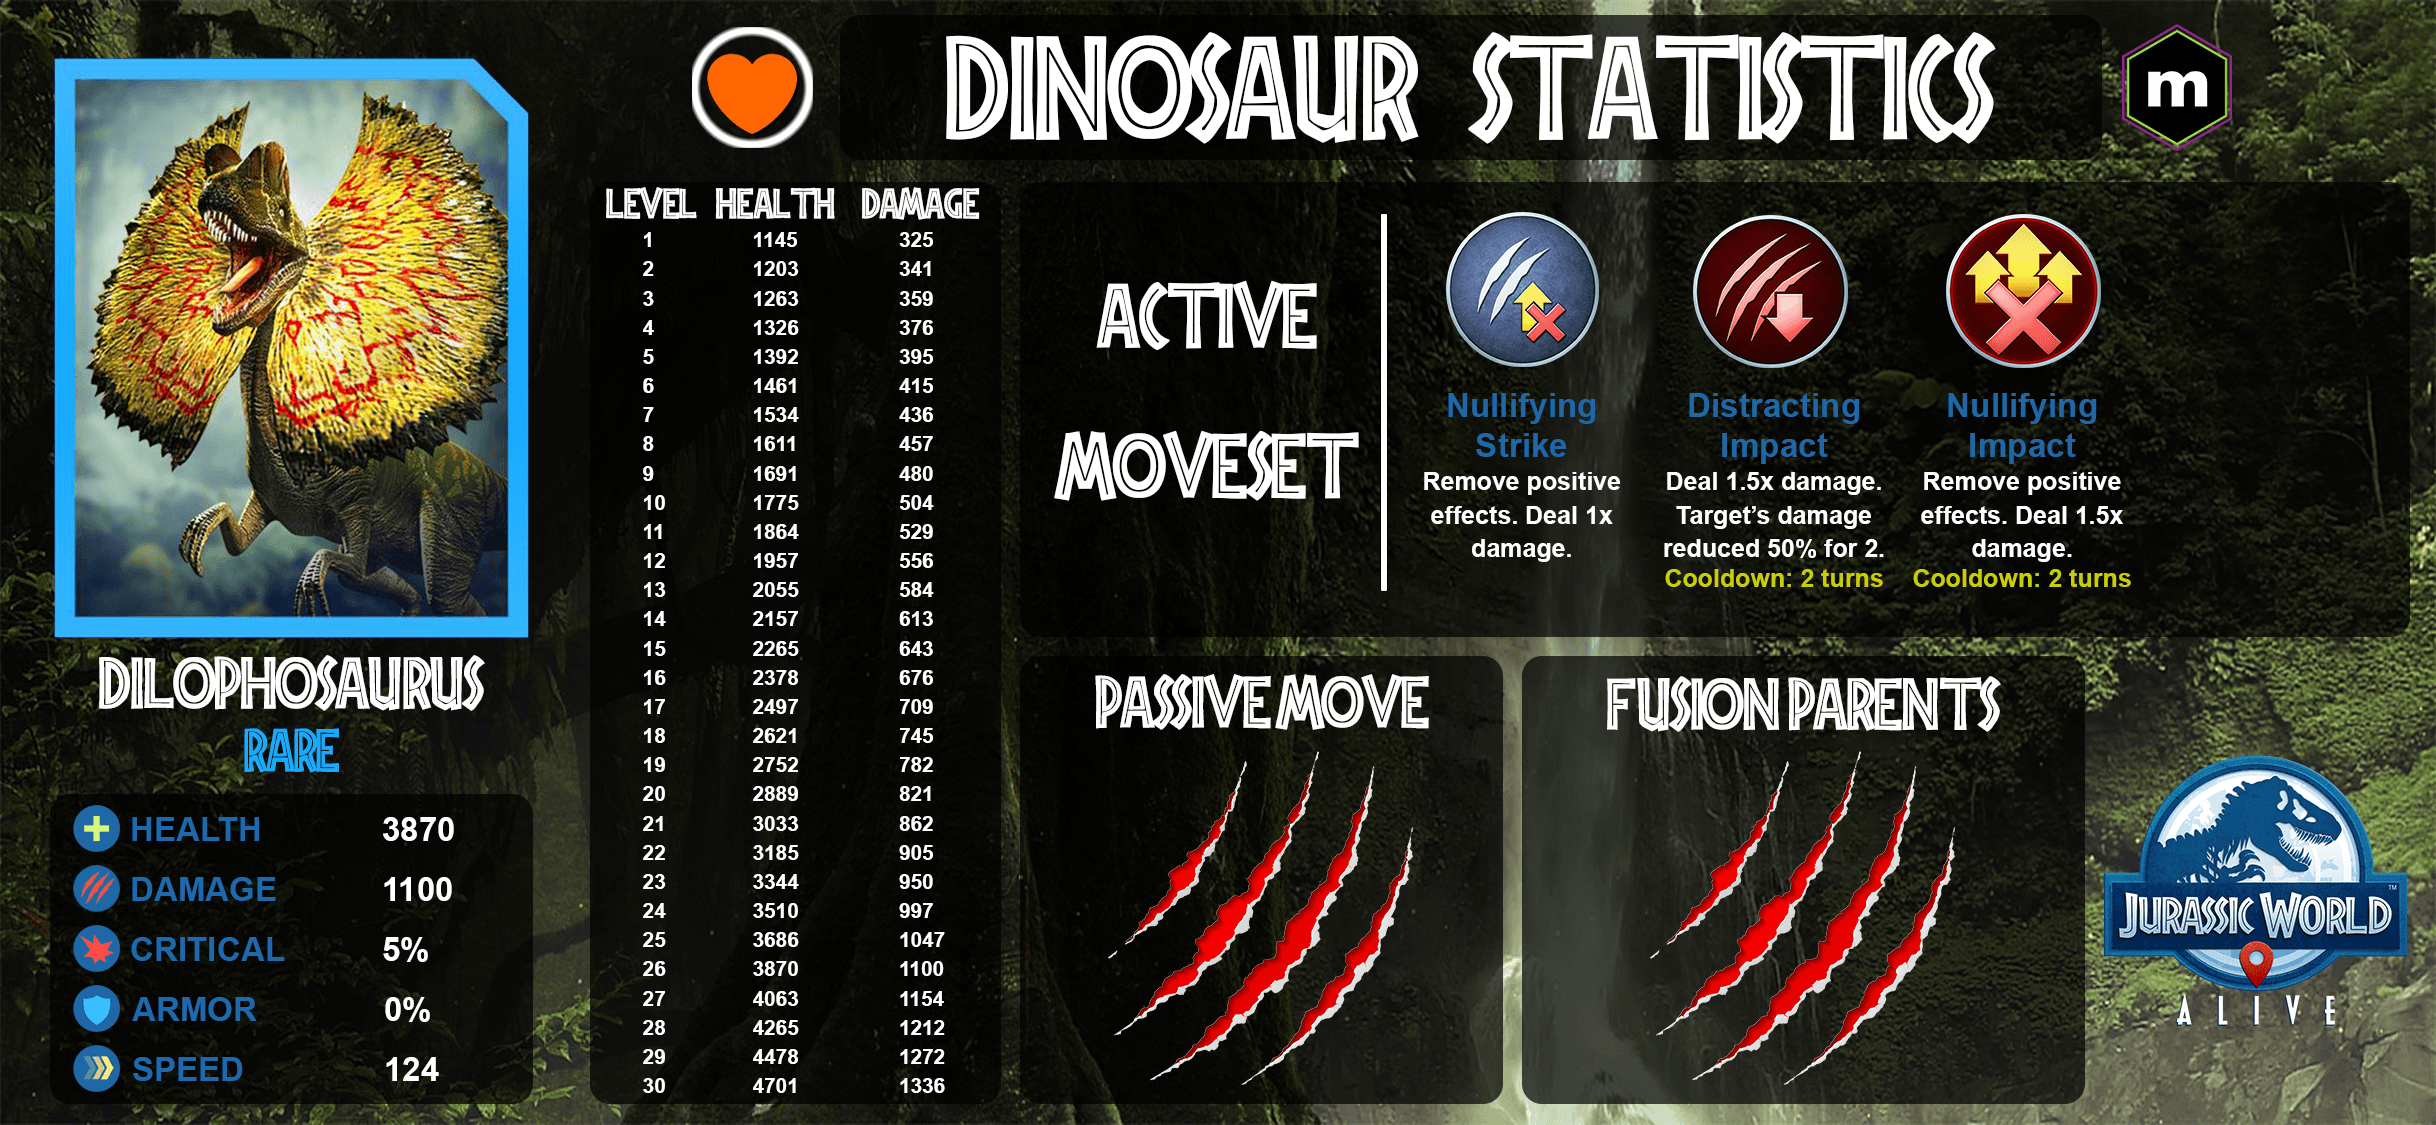 DINOSAUR STATISTICS
m
DILOPHOSAURUS
RARE
HEALTH 3870
DAMAGE 1100
CRITICAL 5%
ARMOR 0%
SPEED 124
LEVEL HEALTH DAMAGE
1 1145 325
2 1203 341
3 1263 359
4 1326 376
5 1392 395
6 1461 415
7 1534 436
8 1611 457
9 1691 480
10 1775 504
11 1864 529
12 1957 556
13 2055 584
14 2157 613
15 2265 643
16 2378 676
17 2497 709
18 2621 745
19 2752 782
20 2889 821
21 3033 862
22 3185 905
23 3344 950
24 3510 997
25 3686 1047
26 3870 1100
27 4063 1154
28 4265 1212
29 4478 1272
30 4701 1336
ACTIVE
MOVESET
Nullifying
Strike
Remove positive
effects. Deal 1x
damage.
Distracting
Impact
Deal 1.5x damage.
Target’s damage
reduced 50% for 2.
Cooldown: 2 turns
Nullifying
Impact
Remove positive
effects. Deal 1.5x
damage.
Cooldown: 2 turns
PASSIVE MOVE
FUSION PARENTS
JURASSIC WORLD™
ALIVE